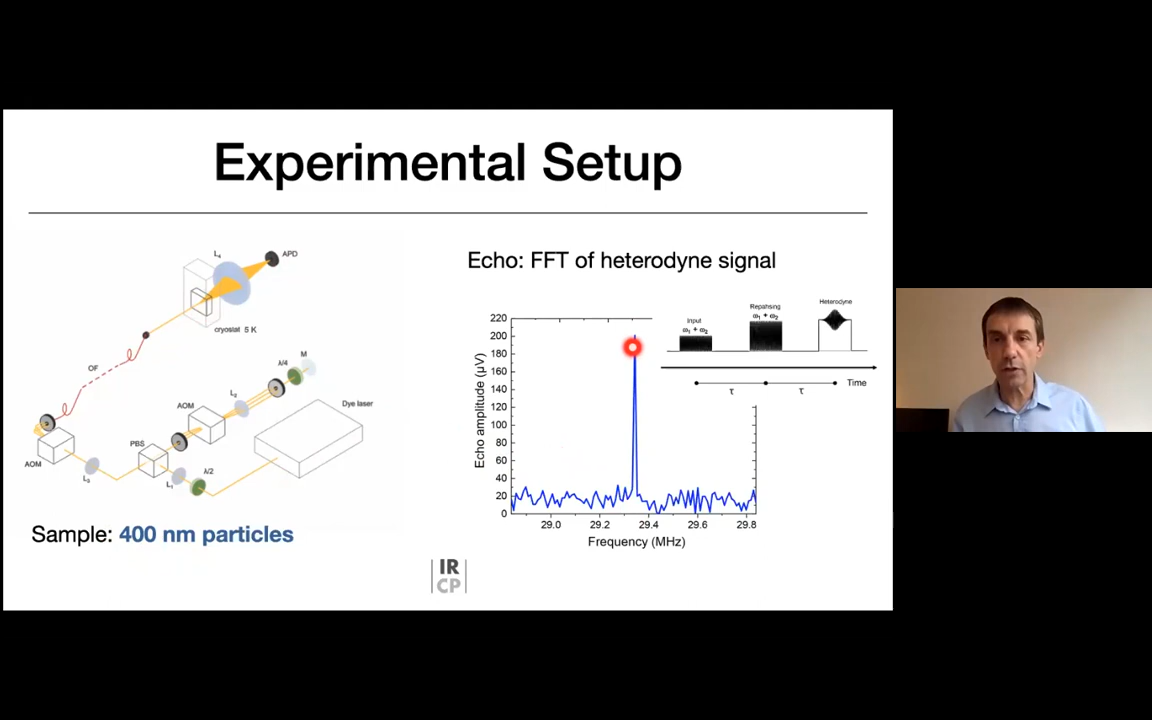 Experimental Setup
L₄
APD
cryostat 5 K
OF
M
λ/4
L₂
AOM
Dye laser
PBS
AOM
L₃
L₁
λ/2
Sample: 400 nm particles
Echo: FFT of heterodyne signal
Echo amplitude (µV)
220
200
180
160
140
120
100
80
60
40
20
0
29.0 29.2 29.4 29.6 29.8
Frequency (MHz)
Input
ω₁ + ω₂
Repahsing
ω₁ + ω₂
Heterodyne
Time
τ τ
IR
CP